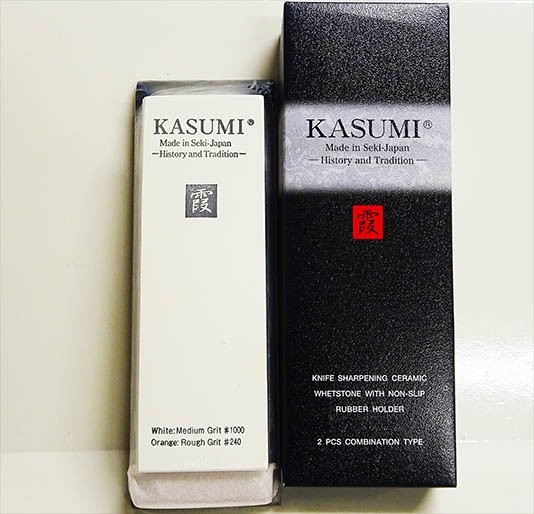 KASUMI®
Made in Seki-Japan
—History and Tradition—
霞
White:Medium Grit #1000
Orange: Rough Grit #240
KASUMI®
Made in Seki-Japan
—History and Tradition—
霞
KNIFE SHARPENING CERAMIC
WHETSTONE WITH NON-SLIP
RUBBER HOLDER
2 PCS COMBINATION TYPE